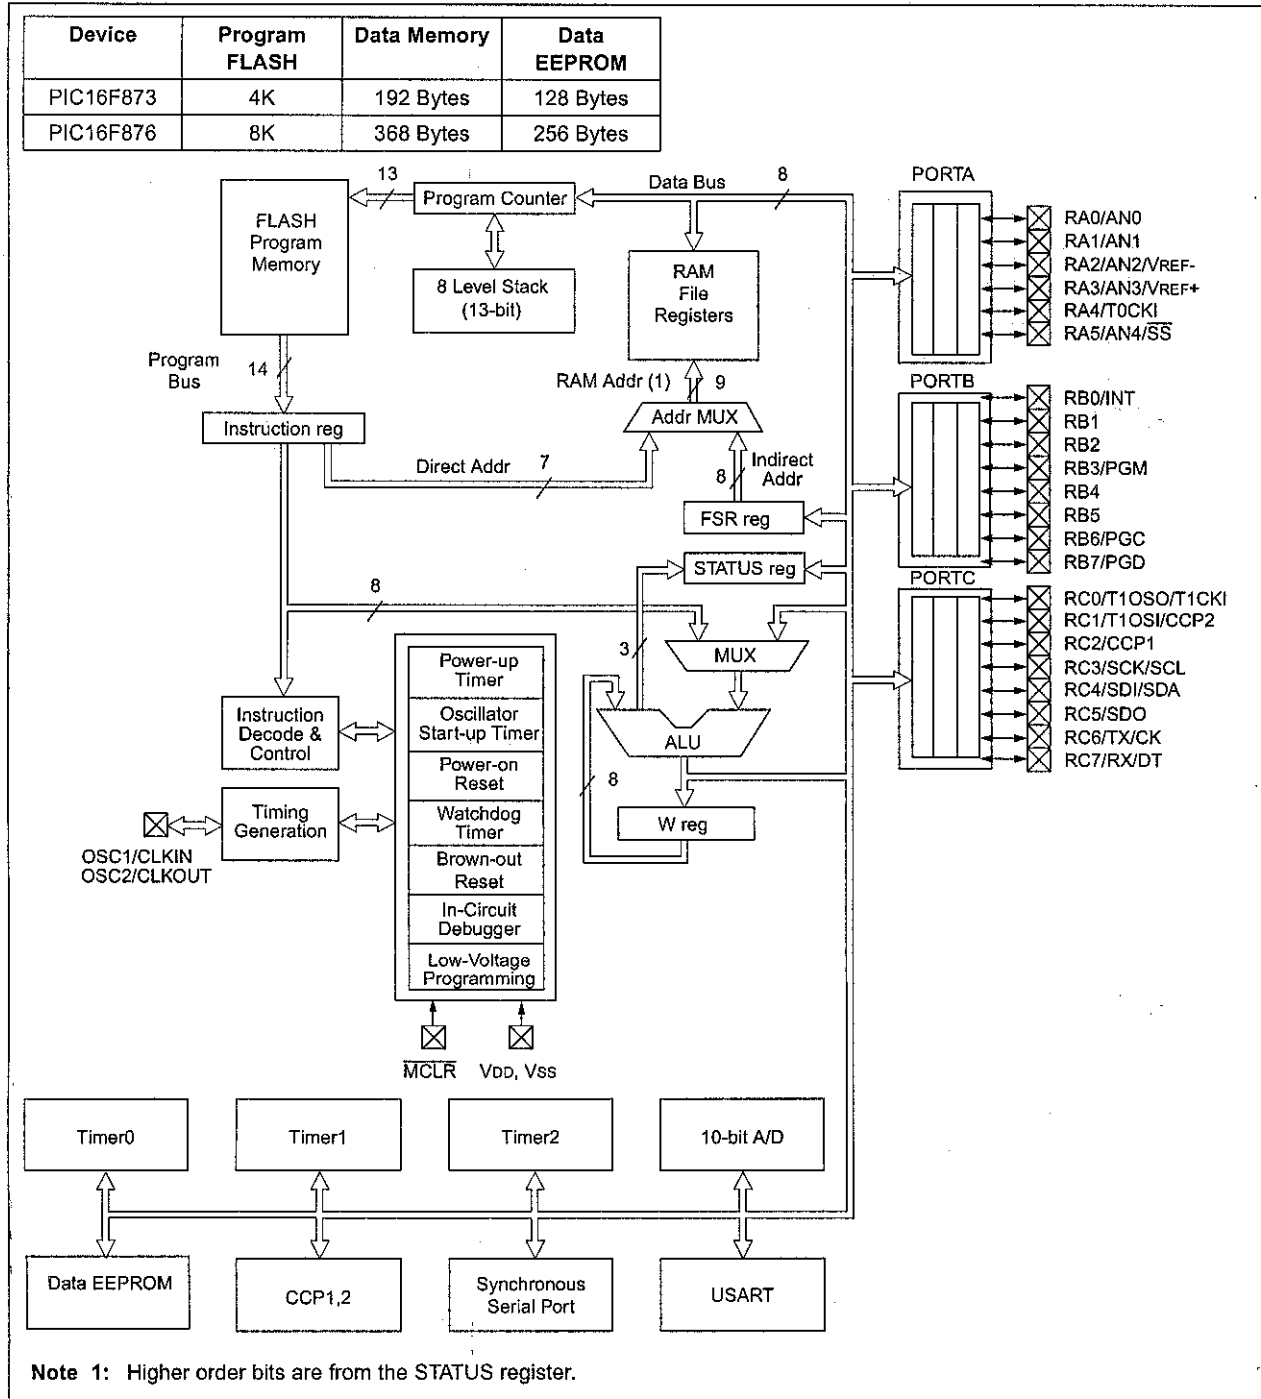 Device Program FLASH Data Memory Data EEPROM
PIC16F873 4K 192 Bytes 128 Bytes
PIC16F876 8K 368 Bytes 256 Bytes
FLASH
Program
Memory
13
Program Counter
Data Bus
8
8 Level Stack
(13-bit)
RAM
File
Registers
Program
Bus
14
RAM Addr (1)
9
Addr MUX
Instruction reg
Direct Addr
7
8
Indirect
Addr
FSR reg
STATUS reg
8
3
MUX
ALU
8
W reg
Power-up
Timer
Oscillator
Start-up Timer
Power-on
Reset
Watchdog
Timer
Brown-out
Reset
In-Circuit
Debugger
Low-Voltage
Programming
Instruction
Decode &
Control
Timing
Generation
OSC1/CLKIN
OSC2/CLKOUT
MCLR
VDD, VSS
PORTA
RA0/AN0
RA1/AN1
RA2/AN2/VREF-
RA3/AN3/VREF+
RA4/T0CKI
RA5/AN4/SS
PORTB
RB0/INT
RB1
RB2
RB3/PGM
RB4
RB5
RB6/PGC
RB7/PGD
PORTC
RC0/T1OSO/T1CKI
RC1/T1OSI/CCP2
RC2/CCP1
RC3/SCK/SCL
RC4/SDI/SDA
RC5/SDO
RC6/TX/CK
RC7/RX/DT
Timer0
Timer1
Timer2
10-bit A/D
Data EEPROM
CCP1,2
Synchronous
Serial Port
USART
Note 1: Higher order bits are from the STATUS register.